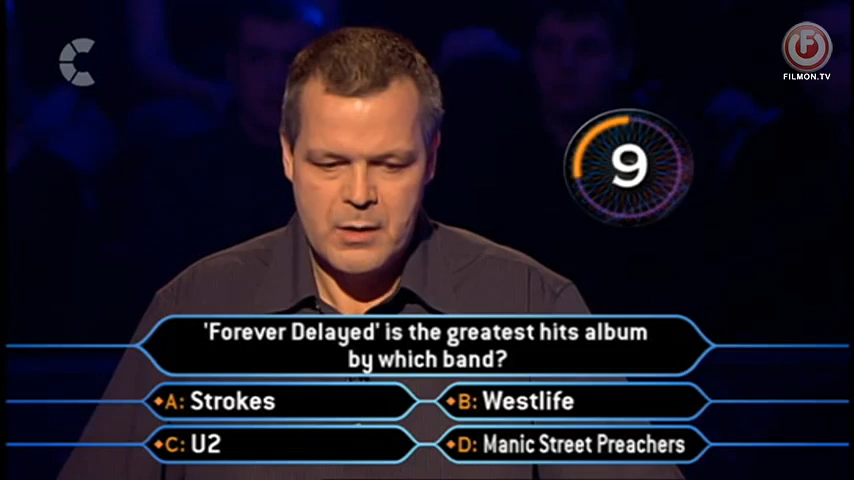 FILMON.TV
9
'Forever Delayed' is the greatest hits album
by which band?
A: Strokes
B: Westlife
C: U2
D: Manic Street Preachers